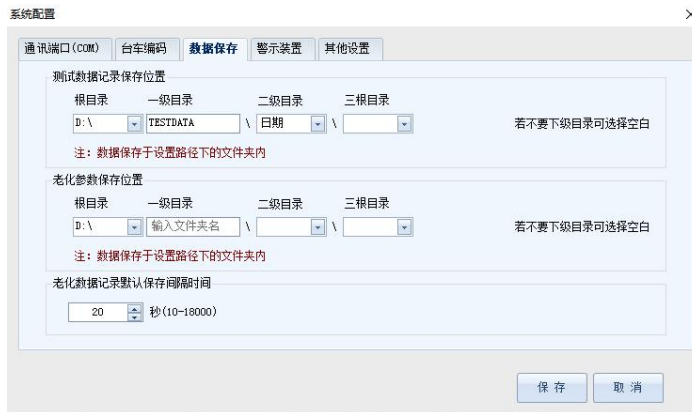 系统配置
通讯端口(COM) 台车编码 数据保存 警示装置 其他设置
测试数据记录保存位置
根目录 一级目录 二级目录 三根目录
D:\ TESTDATA \ 日期 \ 若不要下级目录可选择空白
注：数据保存于设置路径下的文件夹内
老化参数保存位置
根目录 一级目录 二级目录 三根目录
D:\ 输入文件夹名 \ \ 若不要下级目录可选择空白
注：数据保存于设置路径下的文件夹内
老化数据记录默认保存间隔时间
20 秒(10-18000)
保 存 取 消